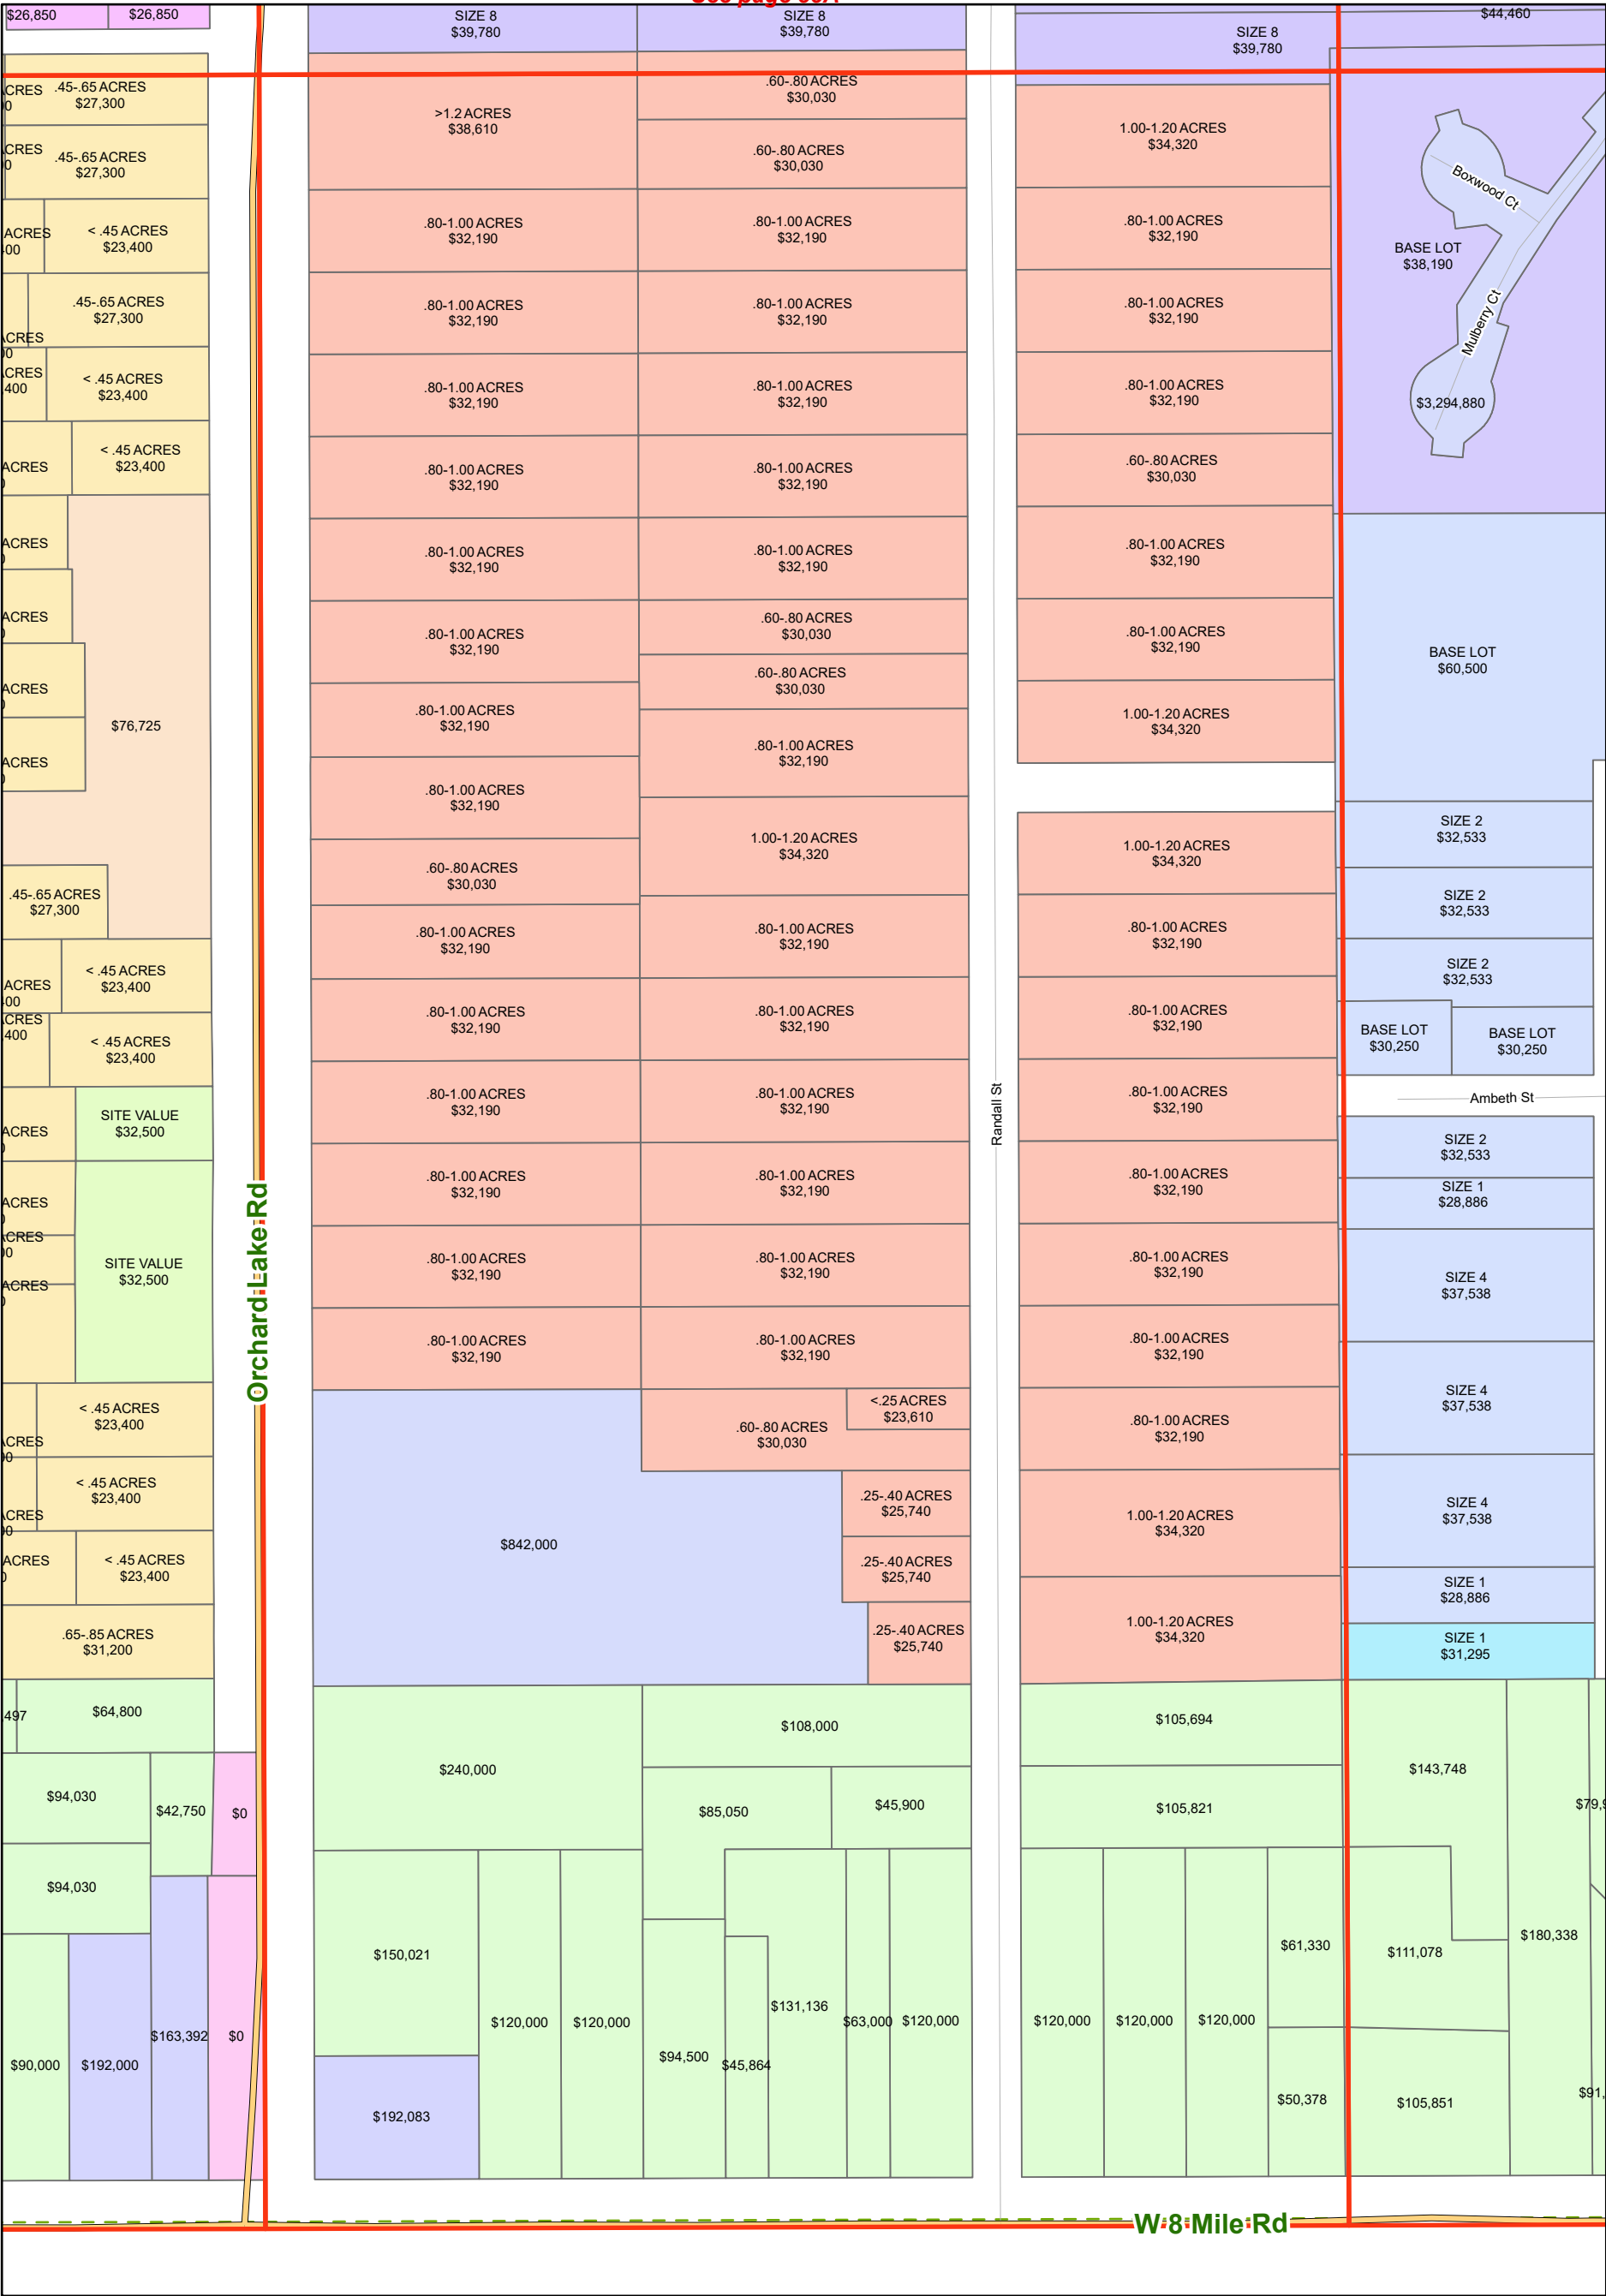 $26,850
$26,850
.45-.65 ACRES
$27,300
.45-.65 ACRES
$27,300
< .45 ACRES
$23,400
.45-.65 ACRES
$27,300
< .45 ACRES
$23,400
< .45 ACRES
$23,400
ACRES
ACRES
ACRES
ACRES
ACRES
$76,725
.45-.65 ACRES
$27,300
< .45 ACRES
$23,400
ACRES
< .45 ACRES
$23,400
SITE VALUE
$32,500
ACRES
SITE VALUE
$32,500
ACRES
< .45 ACRES
$23,400
< .45 ACRES
$23,400
< .45 ACRES
$23,400
ACRES
.65-.85 ACRES
$31,200
$64,800
$94,030
$42,750
$0
$94,030
$90,000
$192,000
$163,392
$0
Orchard Lake Rd
SIZE 8
$39,780
>1.2 ACRES
$38,610
.80-1.00 ACRES
$32,190
.80-1.00 ACRES
$32,190
.80-1.00 ACRES
$32,190
.80-1.00 ACRES
$32,190
.80-1.00 ACRES
$32,190
.80-1.00 ACRES
$32,190
.80-1.00 ACRES
$32,190
.80-1.00 ACRES
$32,190
.60-.80 ACRES
$30,030
.80-1.00 ACRES
$32,190
.80-1.00 ACRES
$32,190
.80-1.00 ACRES
$32,190
.80-1.00 ACRES
$32,190
.80-1.00 ACRES
$32,190
.80-1.00 ACRES
$32,190
$842,000
$240,000
$150,021
$192,083
$120,000
$120,000
SIZE 8
$39,780
.60-.80 ACRES
$30,030
.60-.80 ACRES
$30,030
.80-1.00 ACRES
$32,190
.80-1.00 ACRES
$32,190
.80-1.00 ACRES
$32,190
.80-1.00 ACRES
$32,190
.80-1.00 ACRES
$32,190
.60-.80 ACRES
$30,030
.60-.80 ACRES
$30,030
.80-1.00 ACRES
$32,190
1.00-1.20 ACRES
$34,320
.80-1.00 ACRES
$32,190
.80-1.00 ACRES
$32,190
.80-1.00 ACRES
$32,190
.80-1.00 ACRES
$32,190
.80-1.00 ACRES
$32,190
.80-1.00 ACRES
$32,190
<.25 ACRES
$23,610
.60-.80 ACRES
$30,030
.25-.40 ACRES
$25,740
.25-.40 ACRES
$25,740
.25-.40 ACRES
$25,740
$108,000
$85,050
$45,900
$94,500
$45,864
$131,136
$63,000
$120,000
Randall St
SIZE 8
$39,780
1.00-1.20 ACRES
$34,320
.80-1.00 ACRES
$32,190
.80-1.00 ACRES
$32,190
.80-1.00 ACRES
$32,190
.60-.80 ACRES
$30,030
.80-1.00 ACRES
$32,190
.80-1.00 ACRES
$32,190
1.00-1.20 ACRES
$34,320
1.00-1.20 ACRES
$34,320
.80-1.00 ACRES
$32,190
.80-1.00 ACRES
$32,190
.80-1.00 ACRES
$32,190
.80-1.00 ACRES
$32,190
.80-1.00 ACRES
$32,190
.80-1.00 ACRES
$32,190
.80-1.00 ACRES
$32,190
1.00-1.20 ACRES
$34,320
1.00-1.20 ACRES
$34,320
$105,694
$105,821
$120,000
$120,000
$120,000
$61,330
$50,378
$44,460
Boxwood Ct
BASE LOT
$38,190
Mulberry Ct
$3,294,880
BASE LOT
$60,500
SIZE 2
$32,533
SIZE 2
$32,533
SIZE 2
$32,533
BASE LOT
$30,250
BASE LOT
$30,250
Ambeth St
SIZE 2
$32,533
SIZE 1
$28,886
SIZE 4
$37,538
SIZE 4
$37,538
SIZE 4
$37,538
SIZE 1
$28,886
SIZE 1
$31,295
$143,748
$111,078
$180,338
$105,851
W 8 Mile Rd